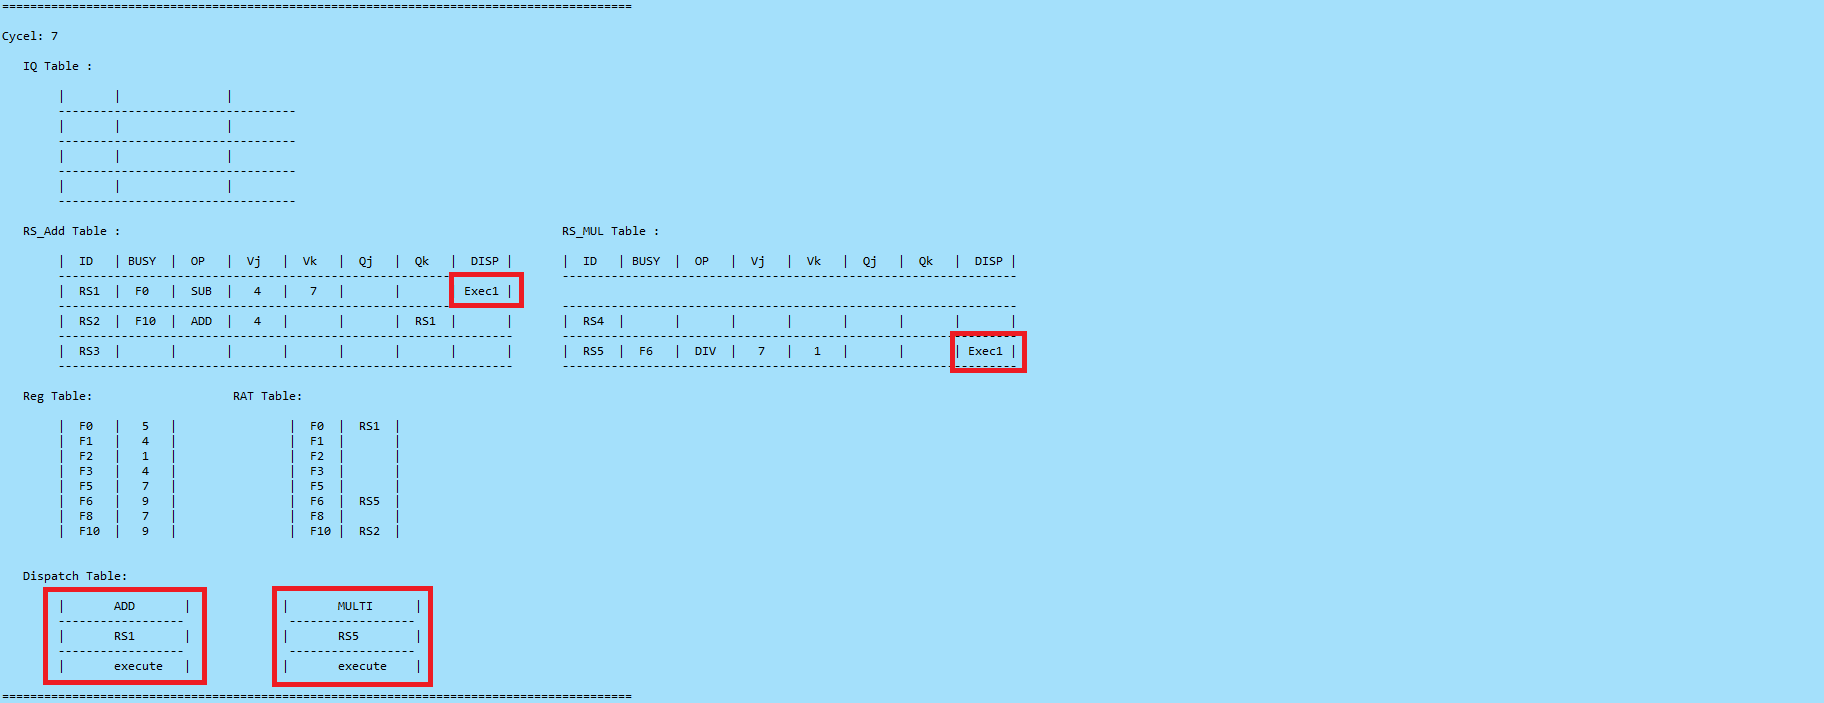 ==========================================================================================
Cycel: 7
IQ Table :
|       |               |
----------------------------------
|       |               |
----------------------------------
|       |               |
----------------------------------
|       |               |
----------------------------------
RS_Add Table :                                                               RS_MUL Table :
|  ID   | BUSY  |  OP   |  Vj   |  Vk   |  Qj   |  Qk   |  DISP |       |  ID   | BUSY  |  OP   |  Vj   |  Vk   |  Qj   |  Qk   |  DISP |
-----------------------------------------------------------------       -----------------------------------------------------------------
|  RS1  |  F0   |  SUB  |   4   |   7   |       |       | Exec1 |
-----------------------------------------------------------------       -----------------------------------------------------------------
|  RS2  |  F10  |  ADD  |   4   |       |       |  RS1  |       |       |  RS4  |       |       |       |       |       |       |       |
-----------------------------------------------------------------       -----------------------------------------------------------------
|  RS3  |       |       |       |       |       |       |       |       |  RS5  |  F6   |  DIV  |   7   |   1   |       |       | Exec1 |
-----------------------------------------------------------------       -----------------------------------------------------------------
Reg Table:                    RAT Table:
|  F0   |   5   |                |  F0  |  RS1  |
|  F1   |   4   |                |  F1  |       |
|  F2   |   1   |                |  F2  |       |
|  F3   |   4   |                |  F3  |       |
|  F5   |   7   |                |  F5  |       |
|  F6   |   9   |                |  F6  |  RS5  |
|  F8   |   7   |                |  F8  |       |
|  F10  |   9   |                |  F10 |  RS2  |
Dispatch Table:
|       ADD       |             |       MULTI      |
------------------               ------------------
|       RS1       |             |       RS5        |
------------------               ------------------
|       execute   |             |       execute    |
==========================================================================================